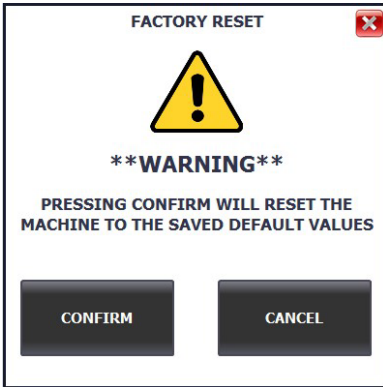 FACTORY RESET
**WARNING**
PRESSING CONFIRM WILL RESET THE
MACHINE TO THE SAVED DEFAULT VALUES
CONFIRM
CANCEL